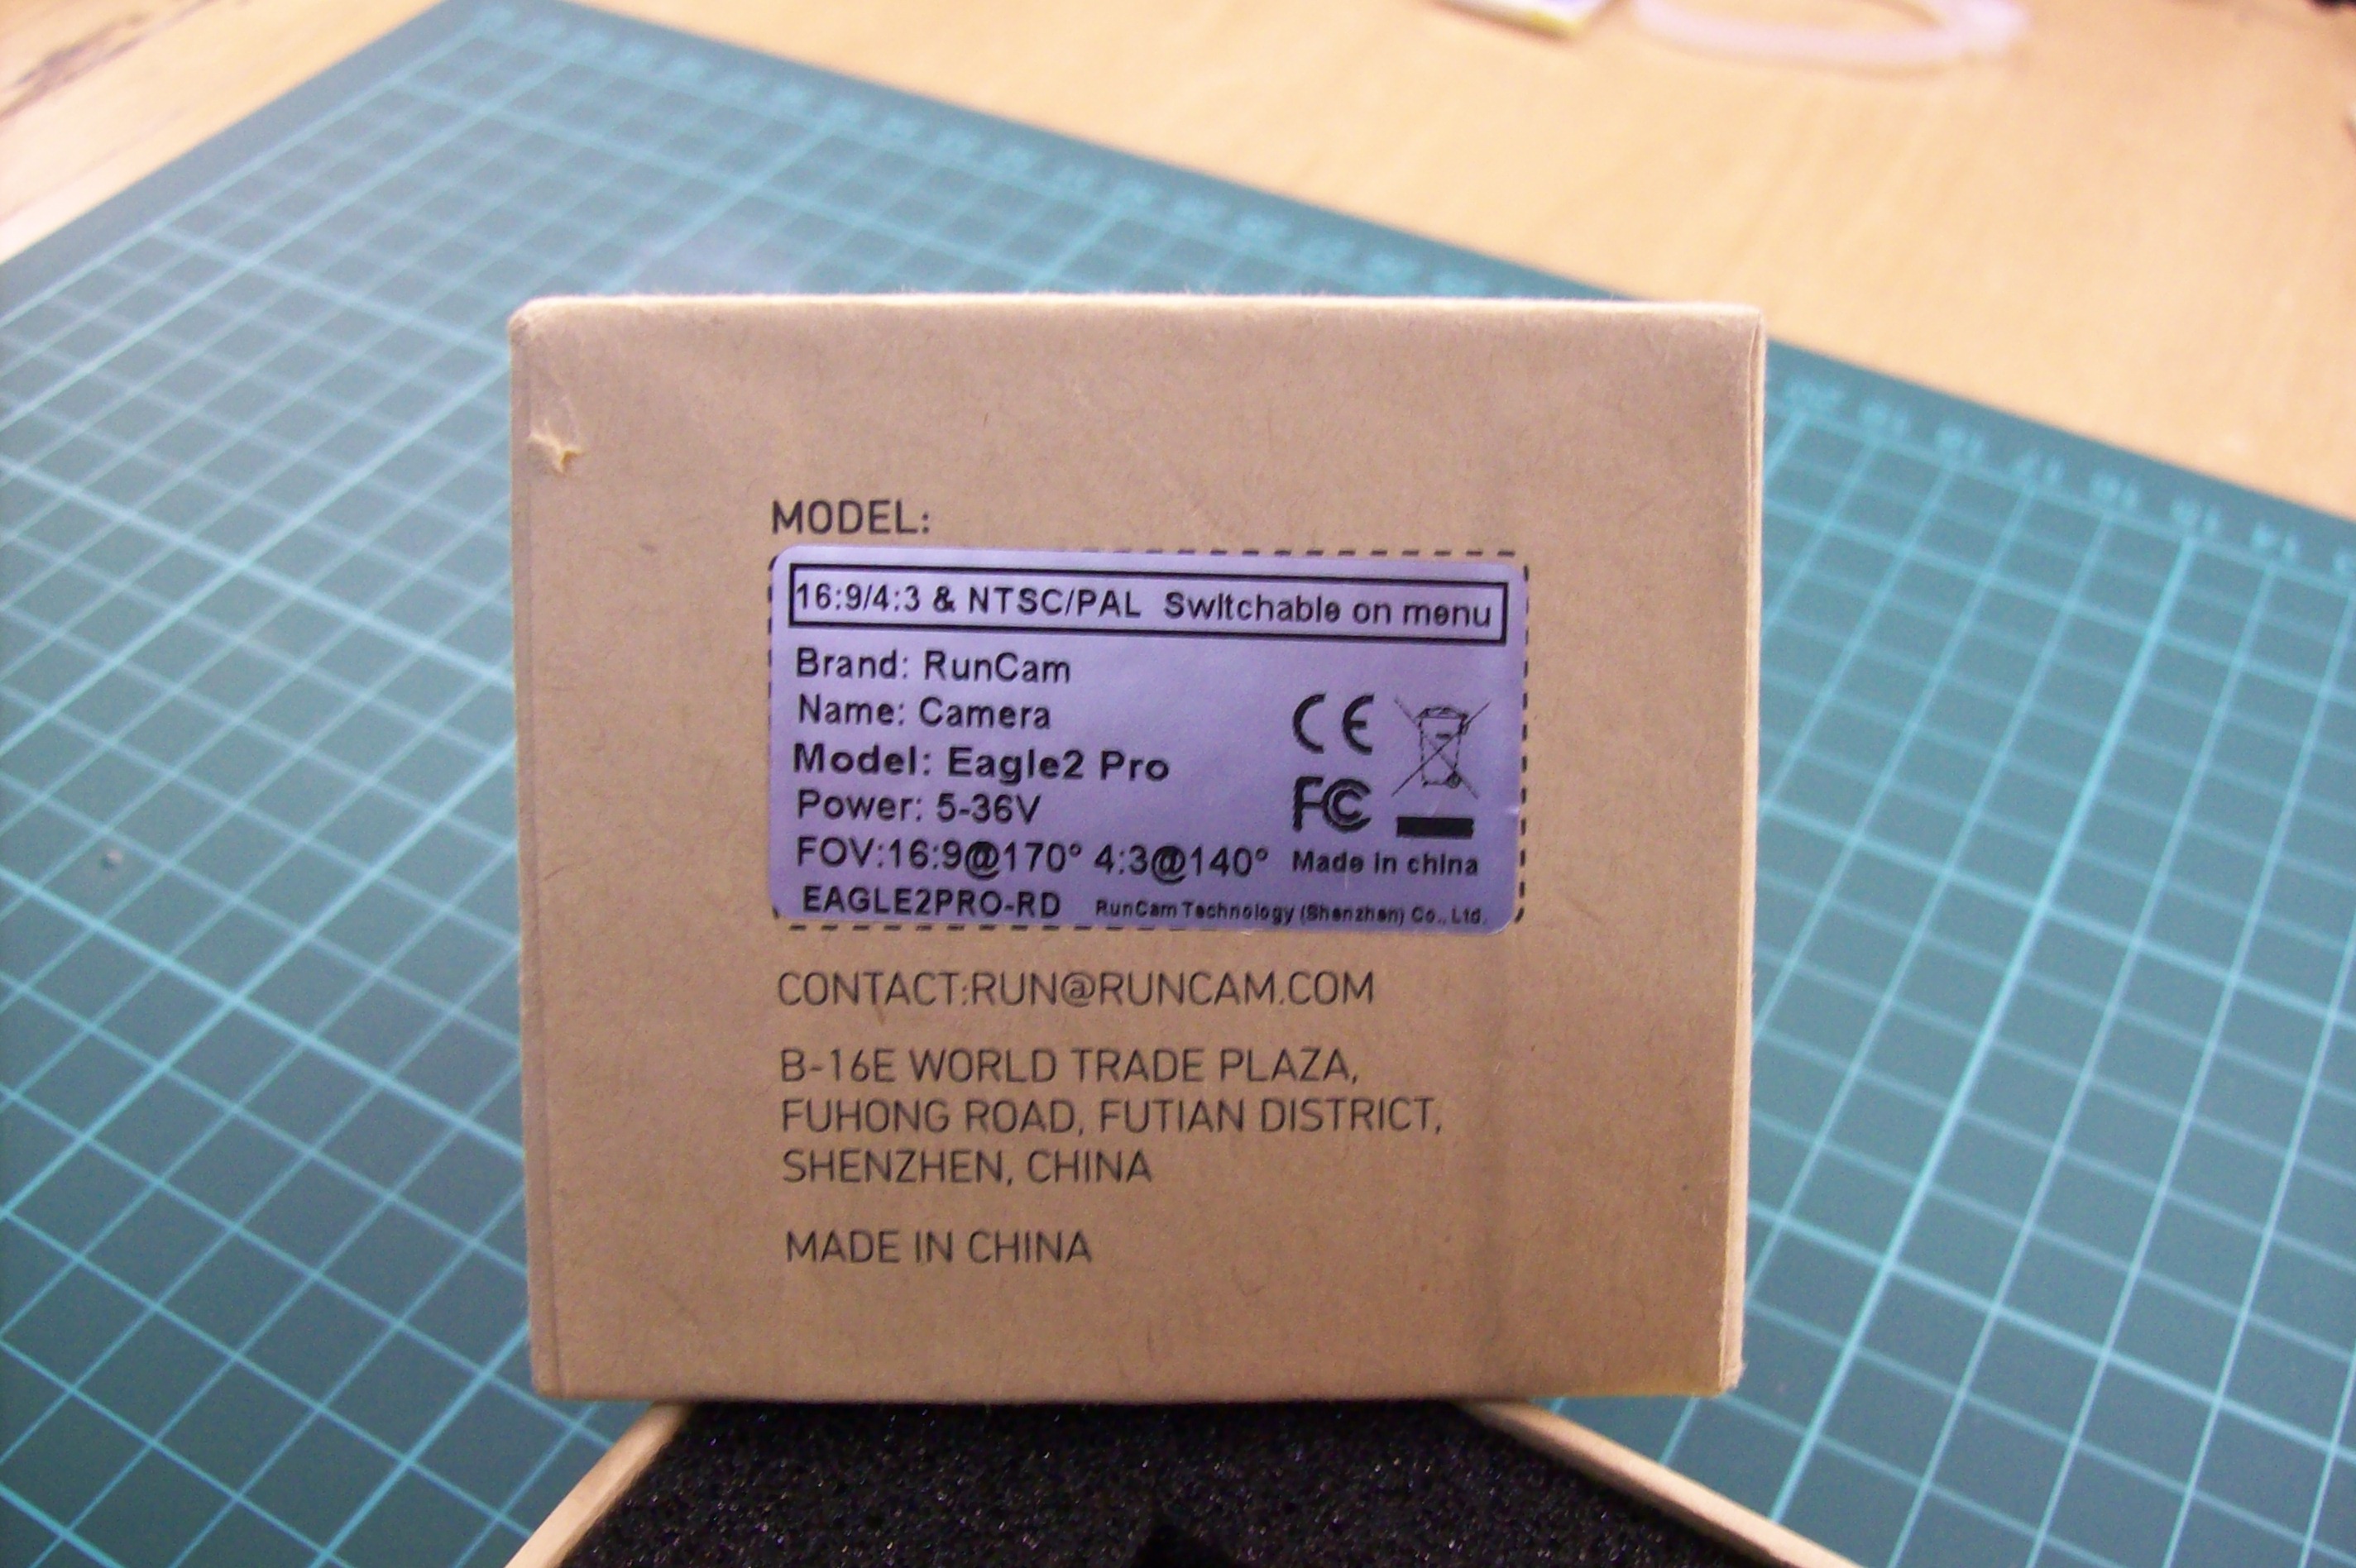 MODEL:
16:9/4:3 & NTSC/PAL Switchable on menu
Brand: RunCam
Name: Camera
Model: Eagle2 Pro
Power: 5-36V
FOV:16:9@170° 4:3@140°
CE
FC
Made in china
EAGLE2PRO-RD RunCam Technology (Shenzhen) Co., Ltd.
CONTACT:RUN@RUNCAM.COM
B-16E WORLD TRADE PLAZA,
FUHONG ROAD, FUTIAN DISTRICT,
SHENZHEN, CHINA
MADE IN CHINA